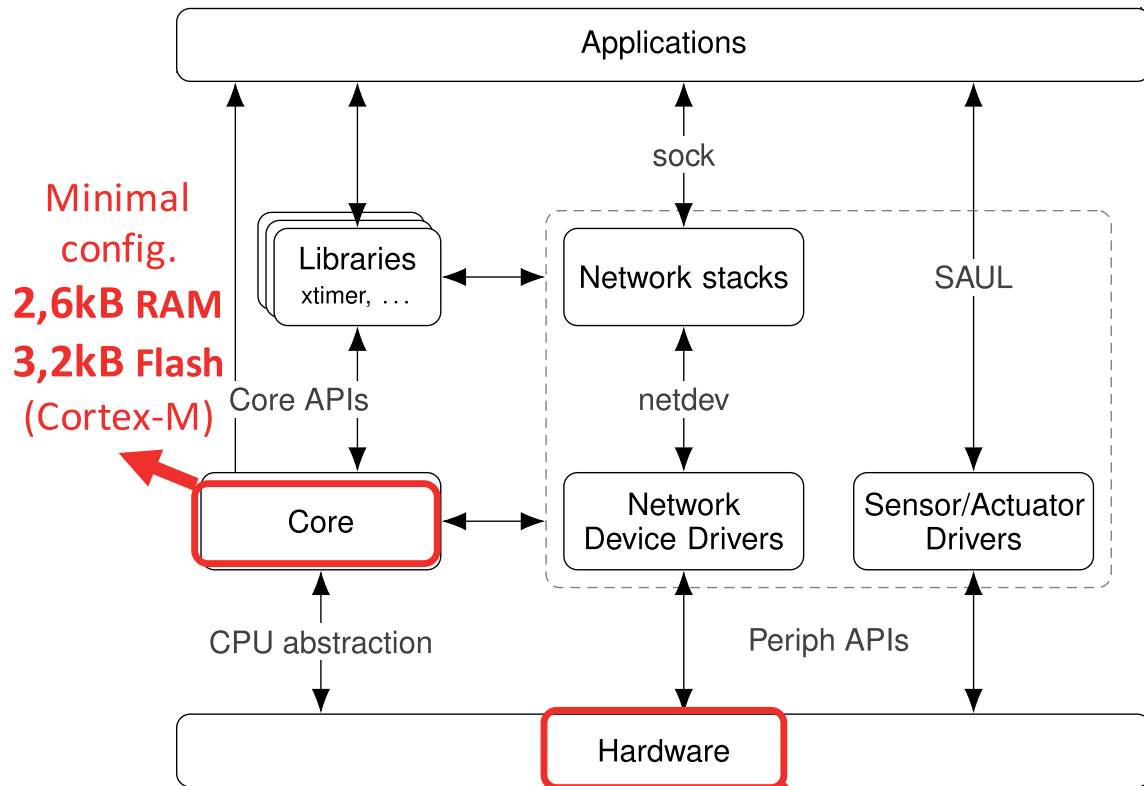 Applications
sock
Minimal
config.
2,6kB RAM
3,2kB Flash
(Cortex-M)
Libraries
xtimer, ...
Network stacks
SAUL
Core APIs
netdev
Core
Network
Device Drivers
Sensor/Actuator
Drivers
CPU abstraction
Periph APIs
Hardware